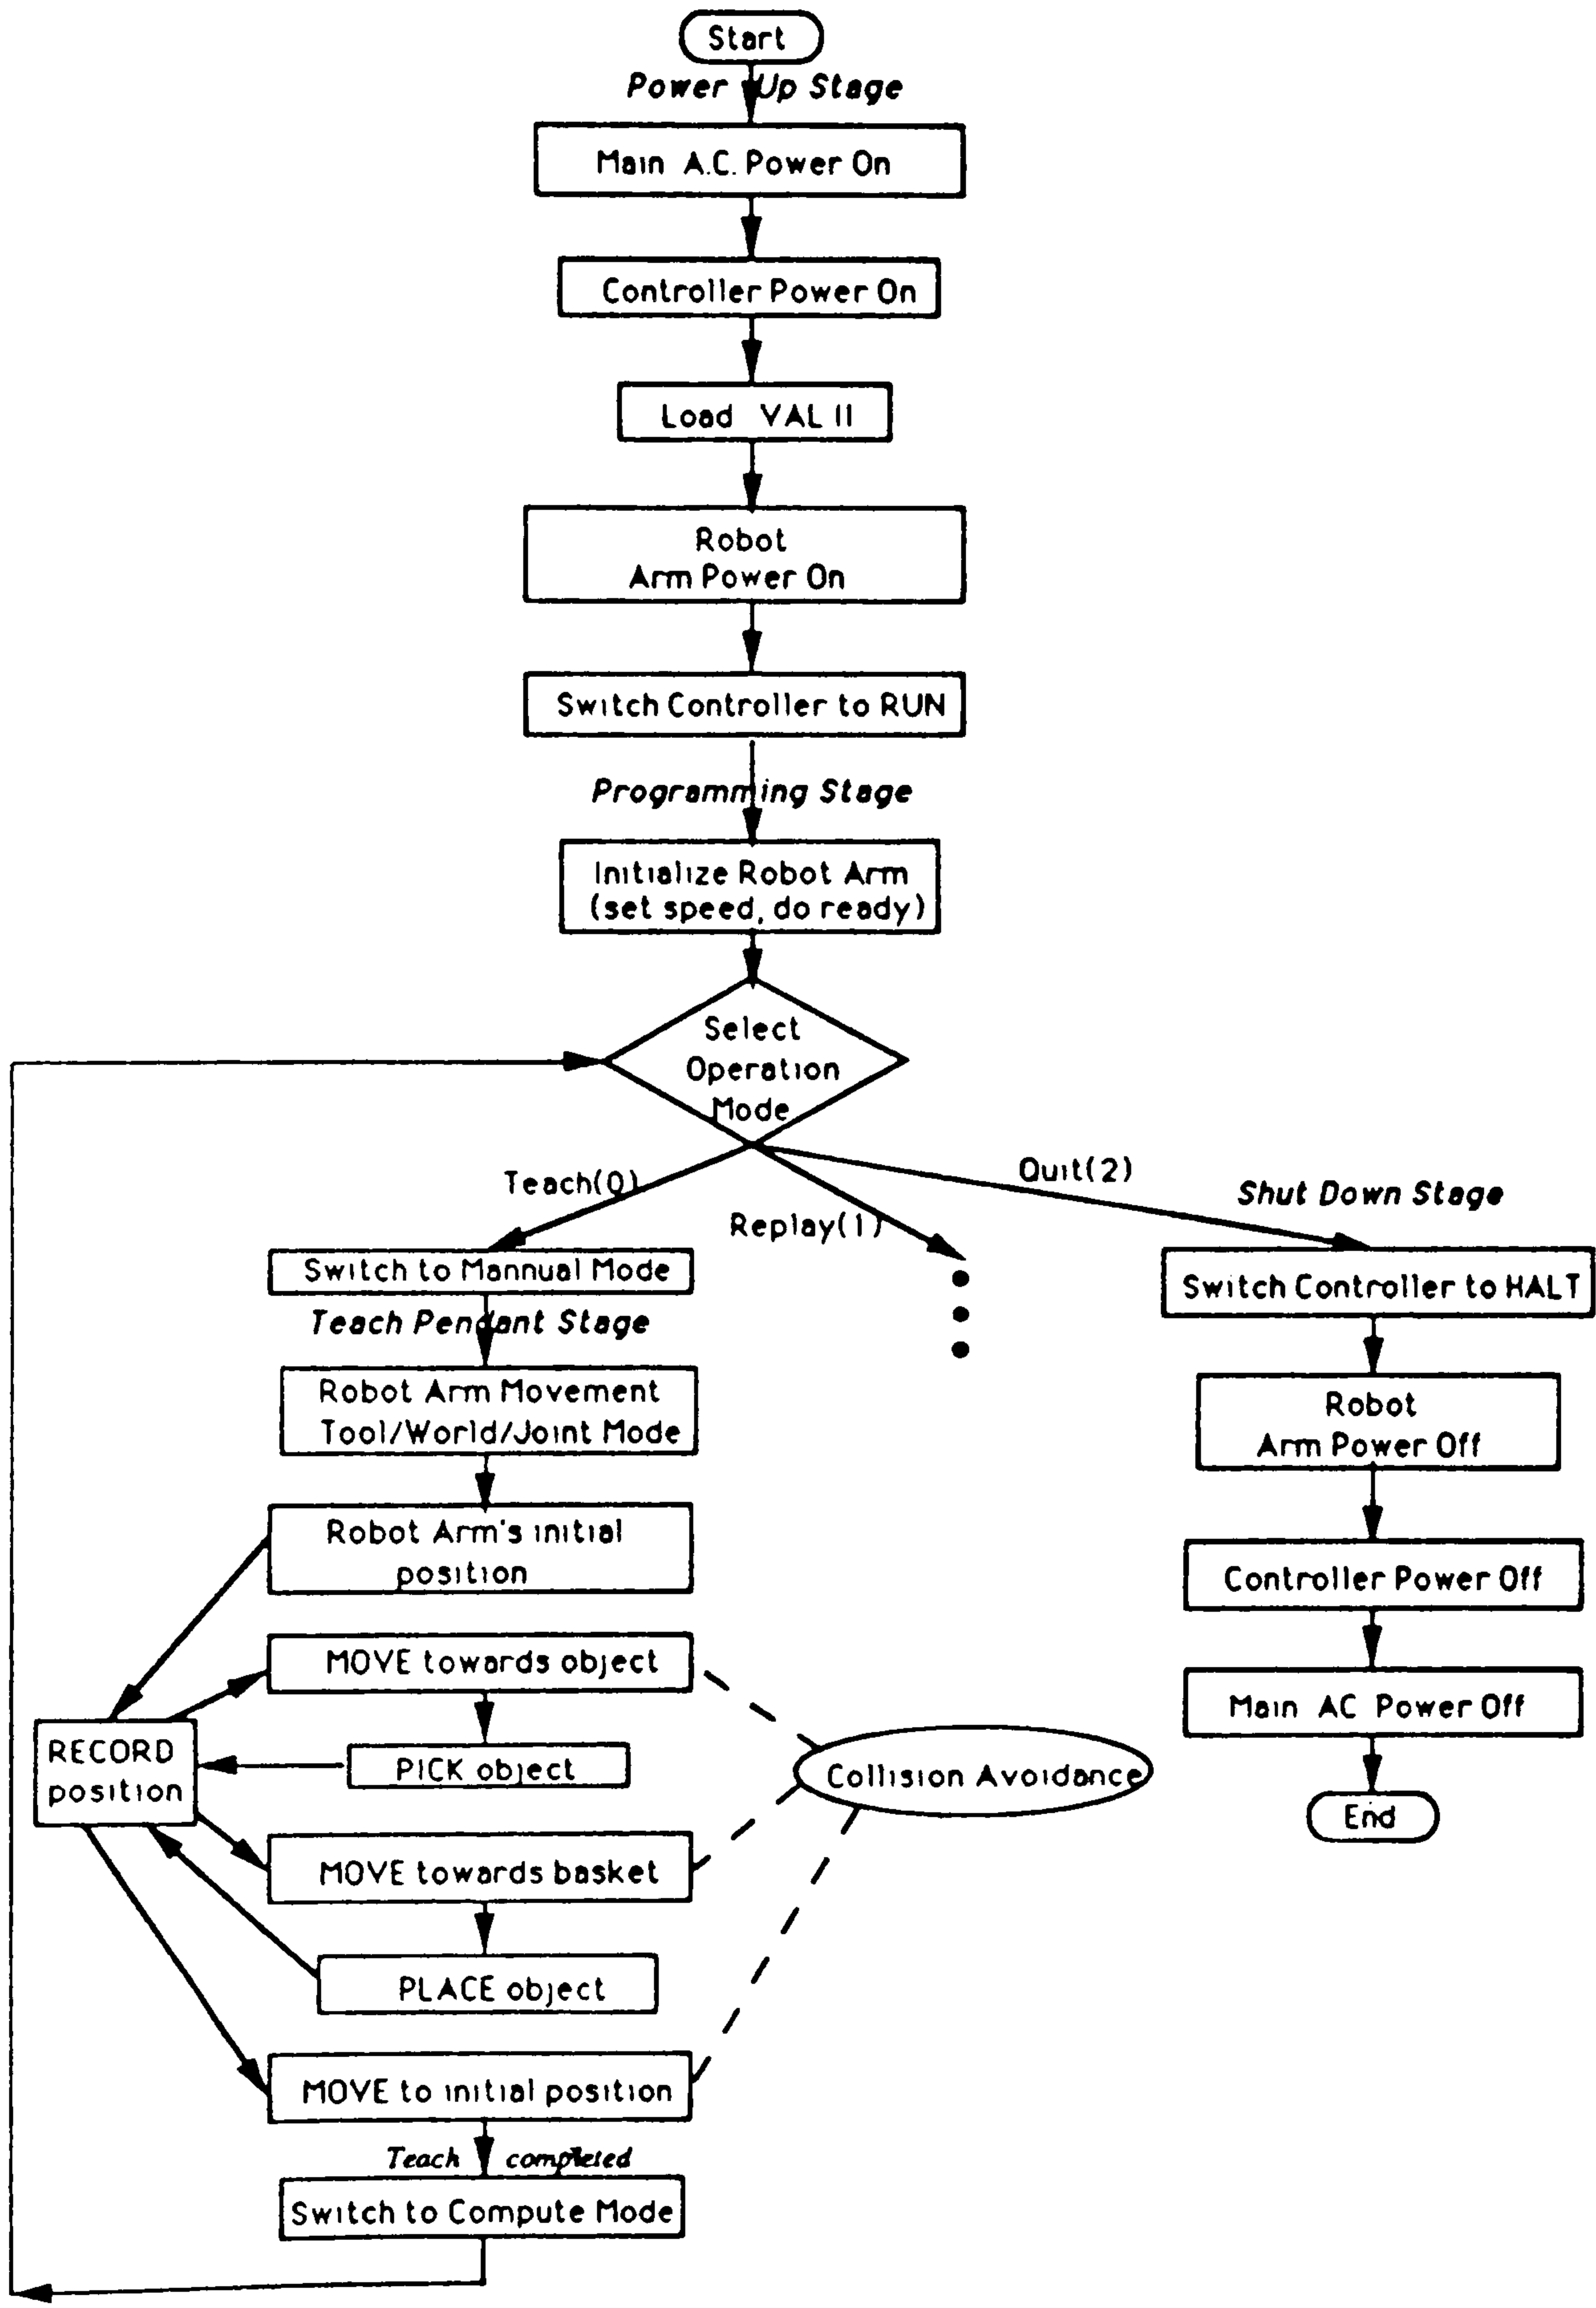 Start
Power Up Stage
Main A.C. Power On
Controller Power On
Load VAL II
Robot
Arm Power On
Switch Controller to RUN
Programming Stage
Initialize Robot Arm
(set speed, do ready)
Select
Operation
Mode
Teach(0)
Replay(1)
Quit(2)
Shut Down Stage
Switch to Mannual Mode
Teach Pendant Stage
Robot Arm Movement
Tool/World/Joint Mode
Robot Arm's initial
position
MOVE towards object
RECORD
position
PICK object
MOVE towards basket
PLACE object
MOVE to initial position
Teach completed
Switch to Compute Mode
Collision Avoidance
Switch Controller to HALT
Robot
Arm Power Off
Controller Power Off
Main AC Power Off
End